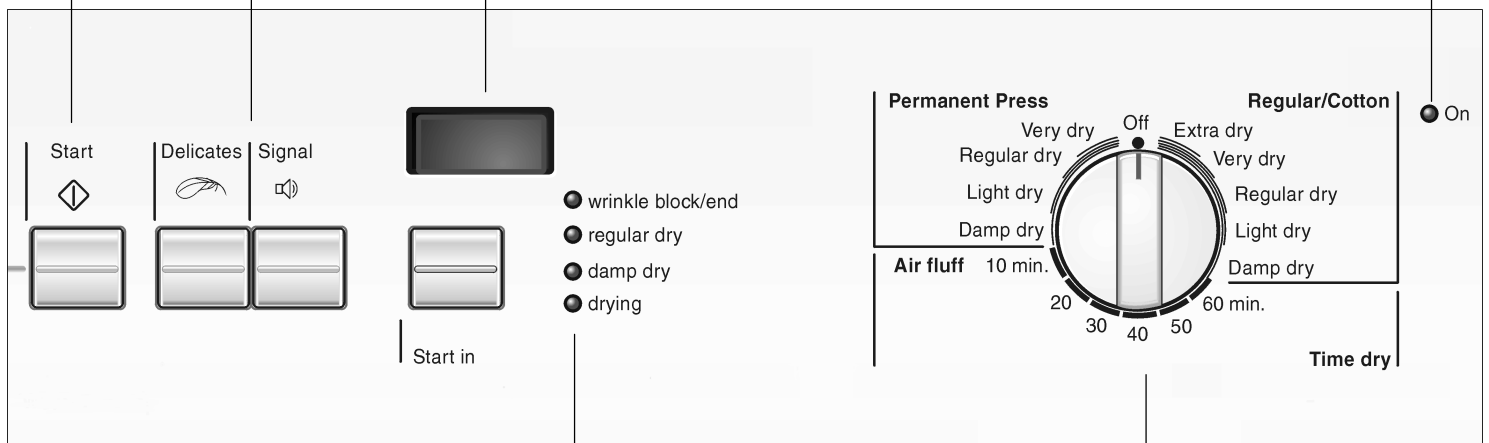 Start
Delicates
Signal
wrinkle block/end
regular dry
damp dry
drying
Start in
Permanent Press
Regular/Cotton
Off
Very dry
Regular dry
Light dry
Damp dry
Extra dry
Very dry
Regular dry
Light dry
Damp dry
Air fluff 10 min.
20
30
40
50
60 min.
Time dry
On